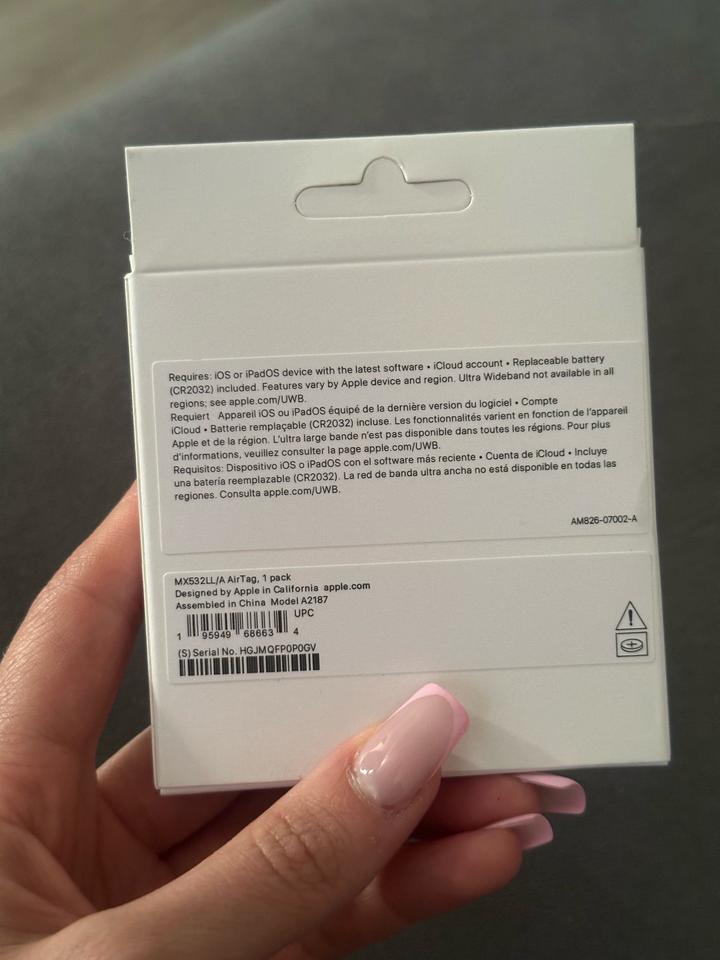 Requires: iOS or iPadOS device with the latest software • iCloud account • Replaceable battery
(CR2032) included. Features vary by Apple device and region. Ultra Wideband not available in all
regions; see apple.com/UWB.
Requiert Appareil iOS ou iPadOS équipé de la dernière version du logiciel • Compte
iCloud • Batterie remplaçable (CR2032) incluse. Les fonctionnalités varient en fonction de l'appareil
Apple et de la région. L'ultra large bande n'est pas disponible dans toutes les régions. Pour plus
d'informations, veuillez consulter la page apple.com/UWB.
Requisitos: Dispositivo iOS o iPadOS con el software más reciente • Cuenta de iCloud • Incluye
una batería reemplazable (CR2032). La red de banda ultra ancha no está disponible en todas las
regiones. Consulta apple.com/UWB.
AM826-07002-A
MX532LL/A AirTag, 1 pack
Designed by Apple in California apple.com
Assembled in China Model A2187
UPC
1 95949 68663 4
(S) Serial No. HGJMQFP0P0GV